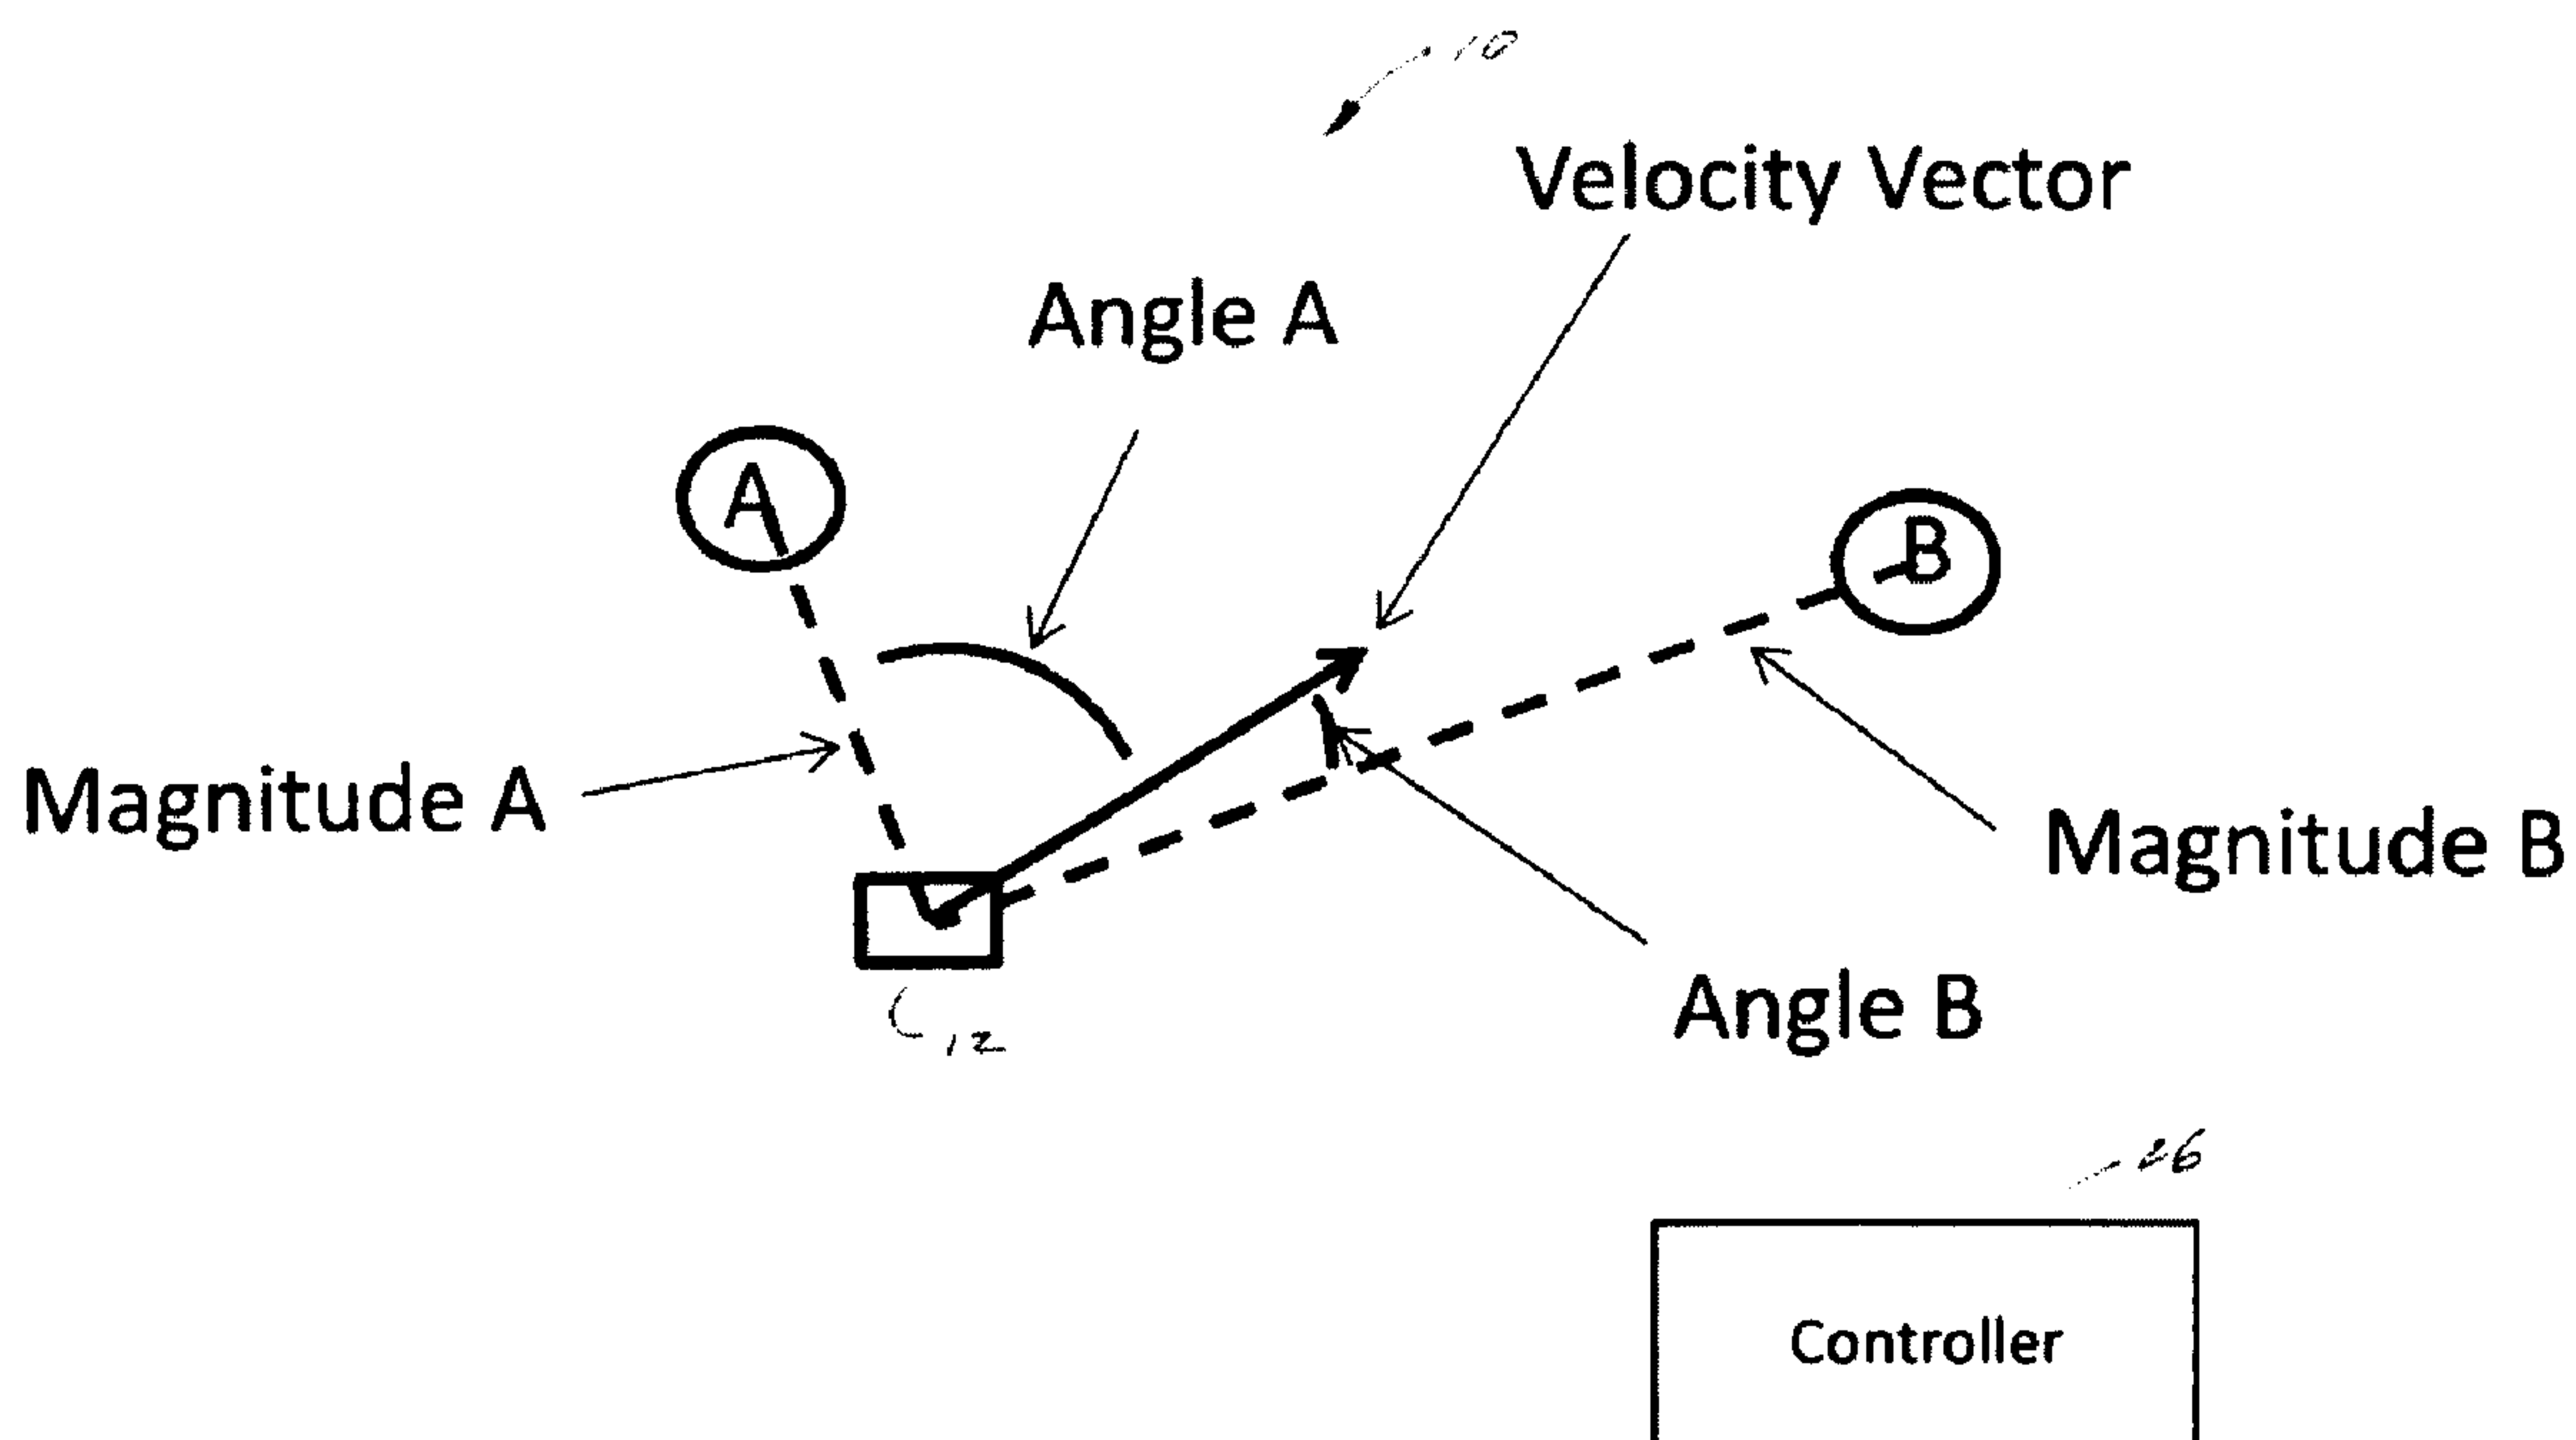 10
Velocity Vector
Angle A
A
B
Magnitude A
Magnitude B
Angle B
12
26
Controller